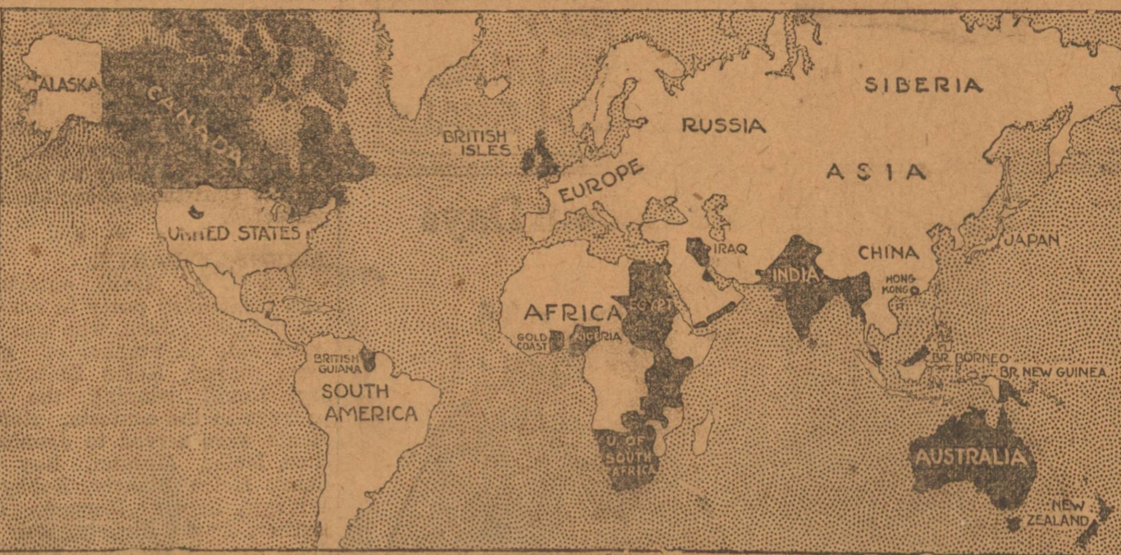 ALASKA
CANADA
BRITISH
ISLES
UNITED STATES
EUROPE
RUSSIA
SIBERIA
ASIA
CHINA
JAPAN
HONG
KONG
IRAQ
INDIA
AFRICA
EGYPT
GOLD
COAST
NIGERIA
BRITISH
GUIANA
SOUTH
AMERICA
BR. BORNEO
BR. NEW GUINEA.
U. OF
SOUTH
AFRICA
AUSTRALIA
NEW
ZEALAND